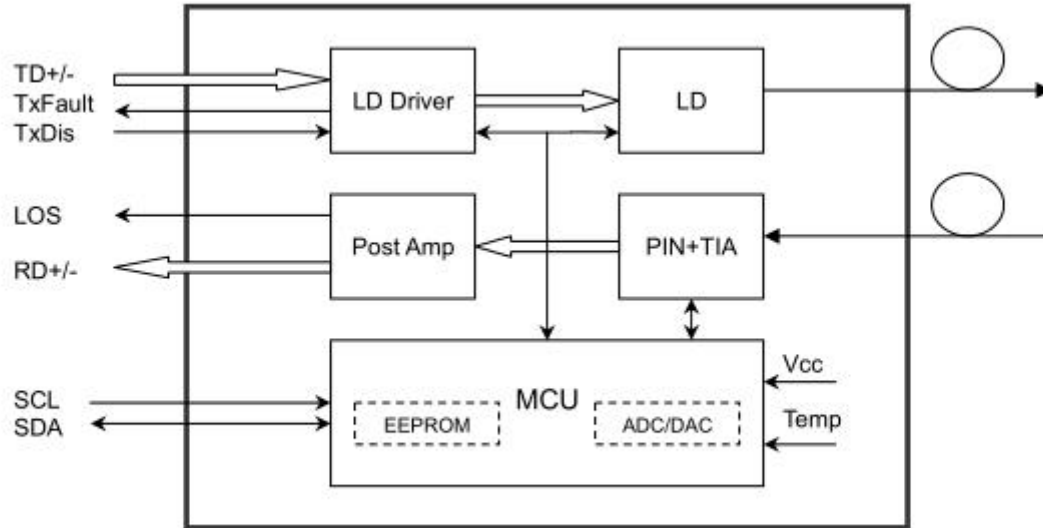 TD+/-
TxFault
TxDis
LD Driver
LD
LOS
RD+/-
Post Amp
PIN+TIA
SCL
SDA
MCU
EEPROM
ADC/DAC
Vcc
Temp